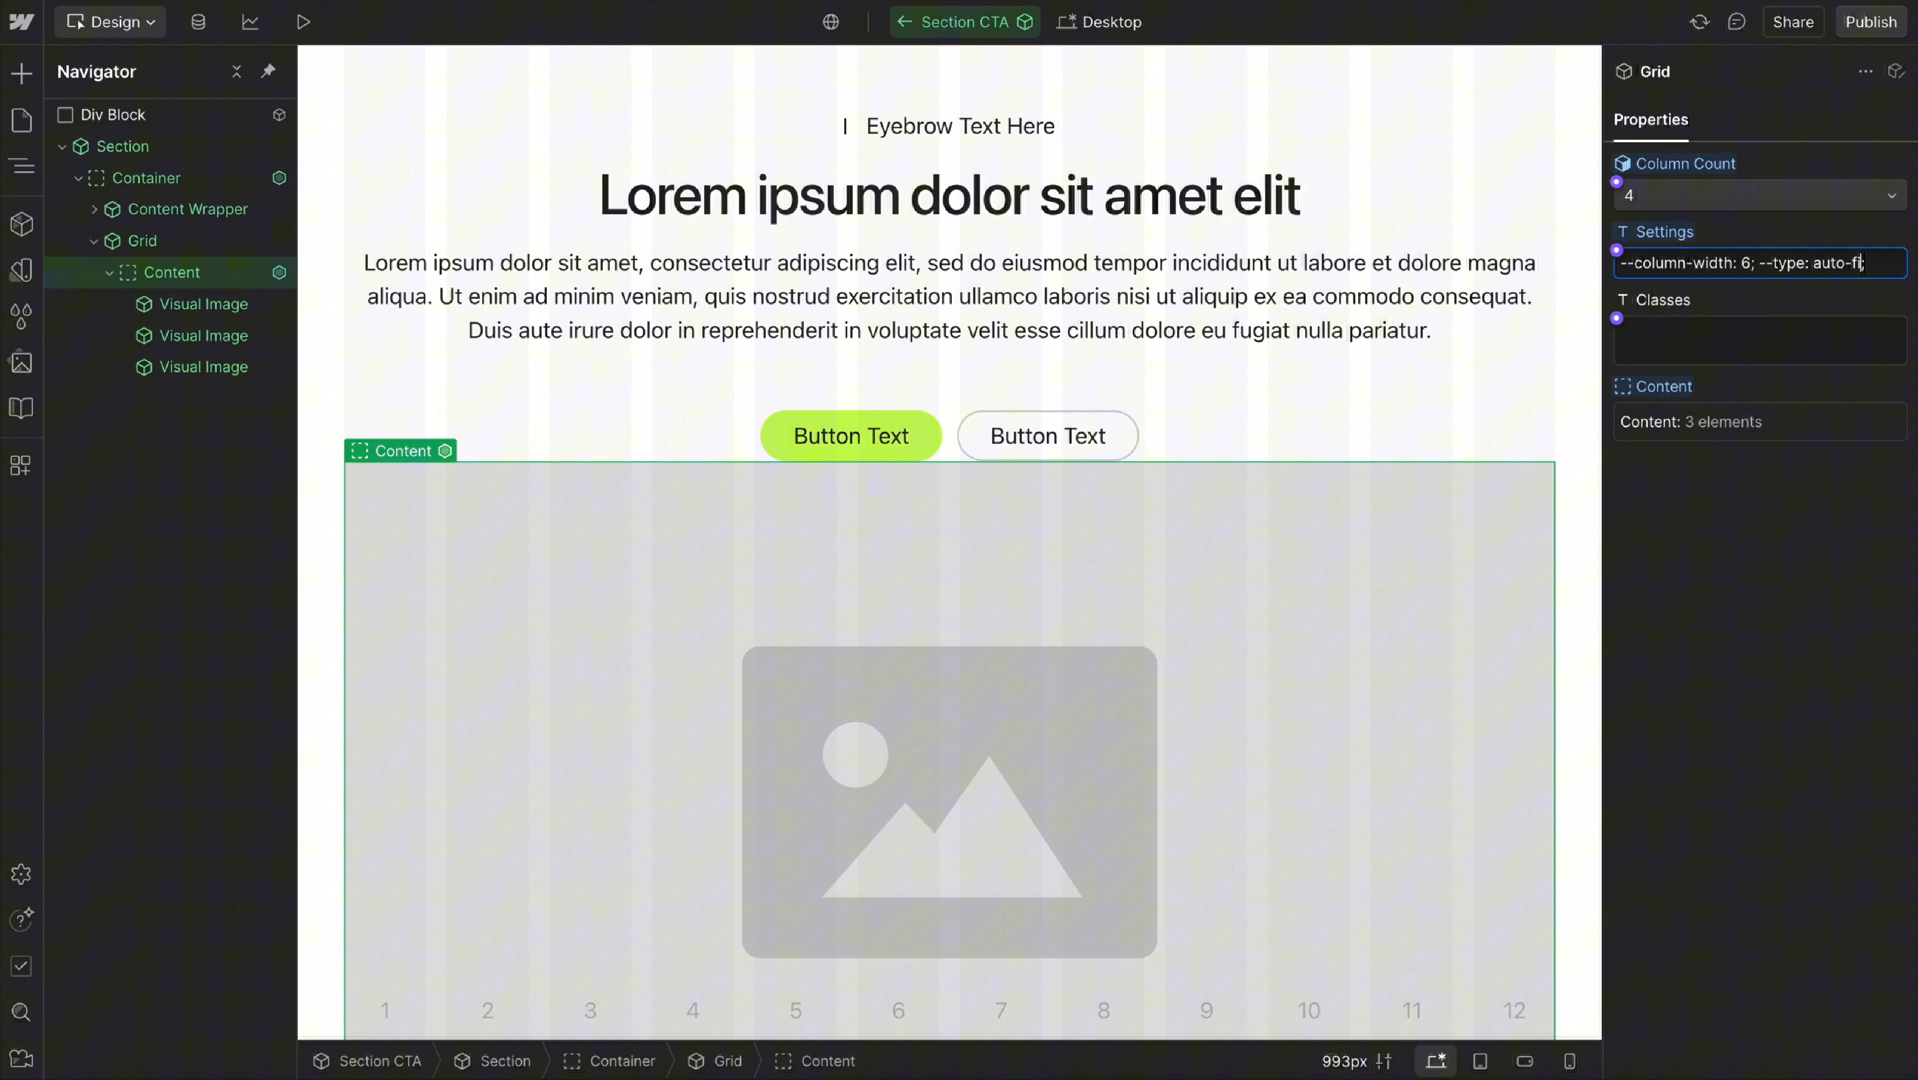 Design
Section CTA
Desktop
Share
Publish
Navigator
Div Block
Section
Container
Content Wrapper
Grid
Content
Visual Image
Visual Image
Visual Image
Eyebrow Text Here
Lorem ipsum dolor sit amet elit
Lorem ipsum dolor sit amet, consectetur adipiscing elit, sed do eiusmod tempor incididunt ut labore et dolore magna
aliqua. Ut enim ad minim veniam, quis nostrud exercitation ullamco laboris nisi ut aliquip ex ea commodo consequat.
Duis aute irure dolor in reprehenderit in voluptate velit esse cillum dolore eu fugiat nulla pariatur.
Button Text
Button Text
Content
1 2 3 4 5 6 7 8 9 10 11 12
Grid
Properties
Column Count
4
Settings
--column-width: 6; --type: auto-fi;
Classes
Content
Content: 3 elements
Section CTA
Section
Container
Grid
Content
993px